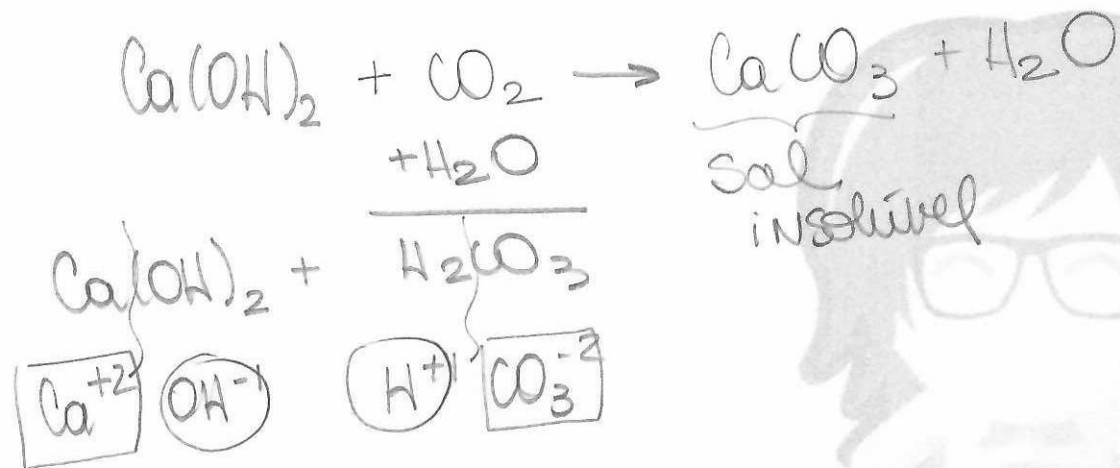 Ca(OH)₂ + CO₂ → CaCO₃ + H₂O
+H₂O
Sal
insolúvel
Ca(OH)₂ + H₂CO₃
Ca⁺² OH⁻¹ H⁺¹ CO₃⁻²